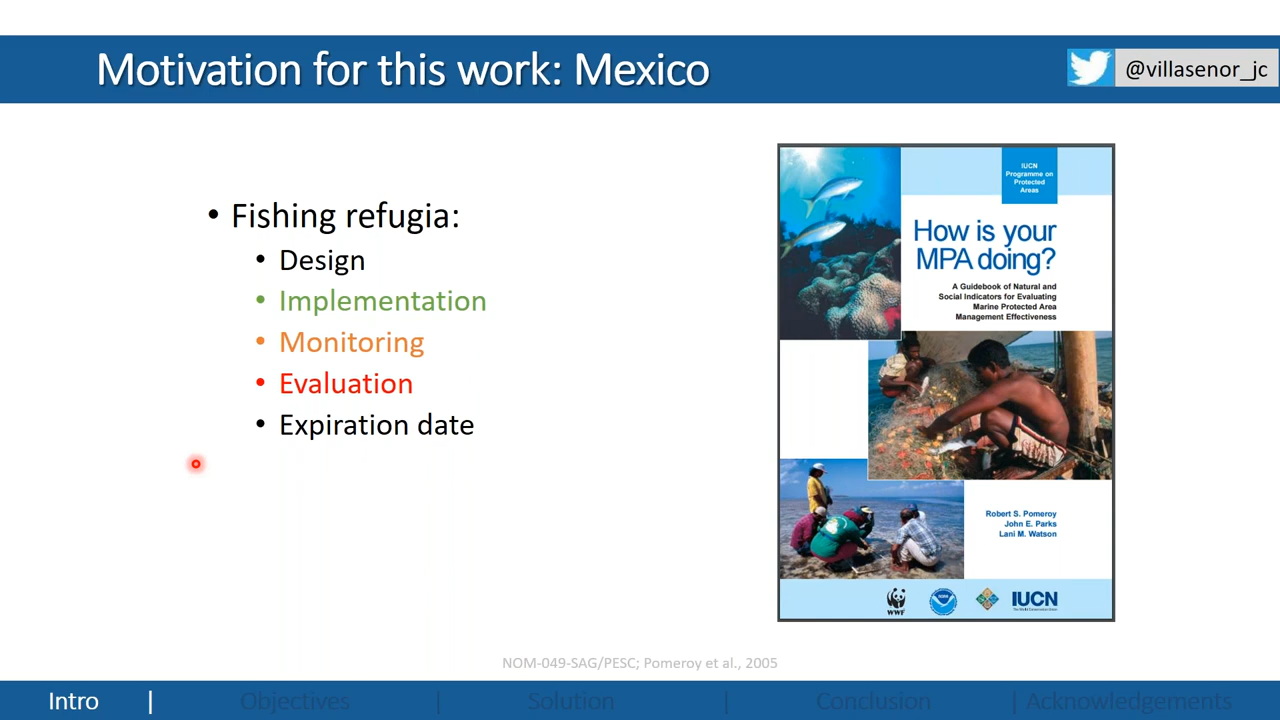 Motivation for this work: Mexico
@villasenor_jc
• Fishing refugia:
• Design
• Implementation
• Monitoring
• Evaluation
• Expiration date
IUCN
Programme on
Protected
Areas
How is your
MPA doing?
A Guidebook of Natural and
Social Indicators for Evaluating
Marine Protected Area
Management Effectiveness
Robert S. Pomeroy
John E. Parks
Lani M. Watson
WWF
IUCN
NOM-049-SAG/PESC; Pomeroy et al., 2005
Intro | Objectives | Solution | Conclusion | Acknowledgements